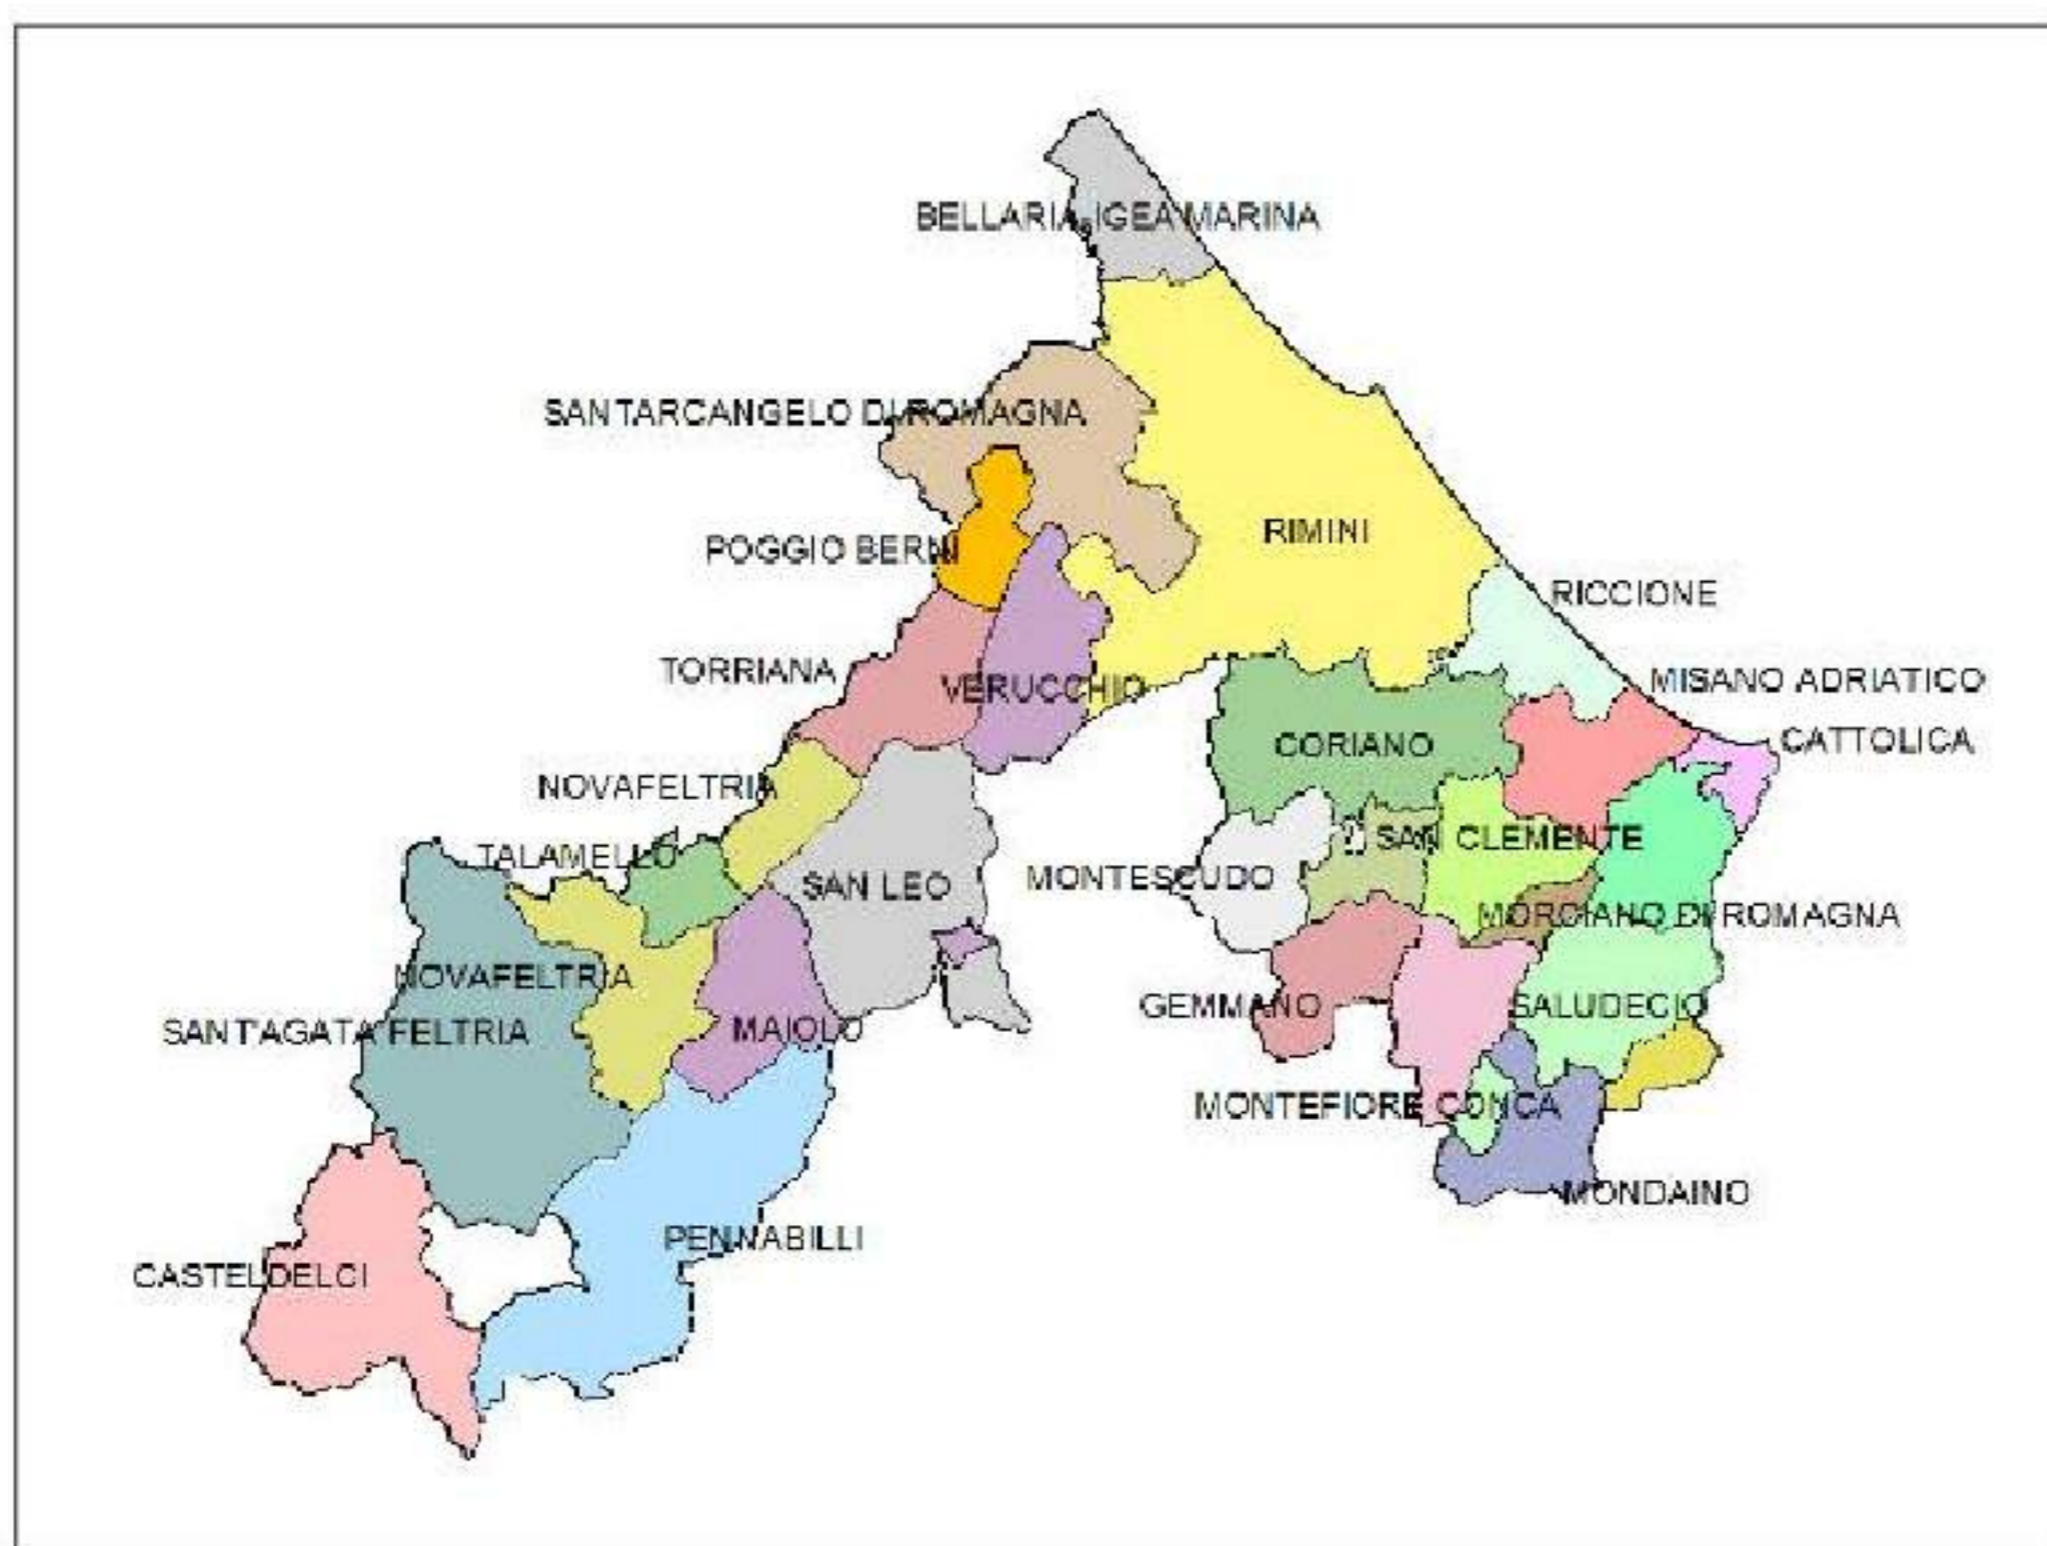 BELLARIA-IGEA MARINA
SANTARCANGELO DI ROMAGNA
RIMINI
POGGIO BERNI
RICCIONE
TORRIANA
MISANO ADRIATICO
VERUCCHIO
CATTOLICA
CORIANO
NOVAFELTRIA
SAN CLEMENTE
TALAMELLO
MONTESCUDO
SAN LEO
MORCIANO DI ROMAGNA
NOVAFELTRIA
GEMMANO
SALUDECIO
SANT'AGATA FELTRIA
MAIOLO
MONTEFIORE CONCA
MONDAINO
PENNABILLI
CASTELDELCI